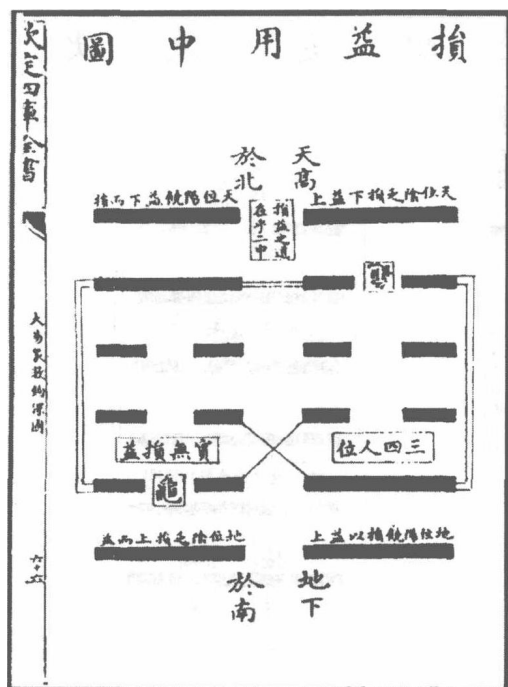 損益用中圖
天高
於北
天位陰乏損下益上
天位陽饒益下而損
損益之道
在乎二中
三四人位
實無損益
龜
地位陽饒損以益上
地位陰乏損上而益
地下
於南
欽定四庫全書
大易象數鉤深圖
六十六